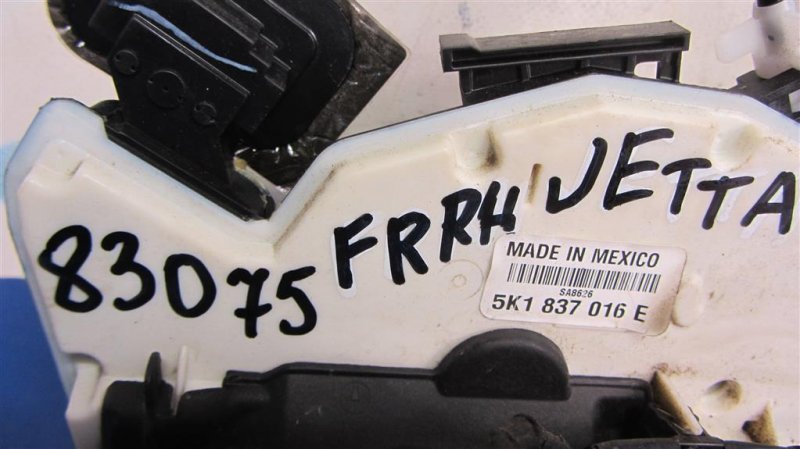 83075 FRRH JETTA
MADE IN MEXICO
SA8626
5K1 837 016 E